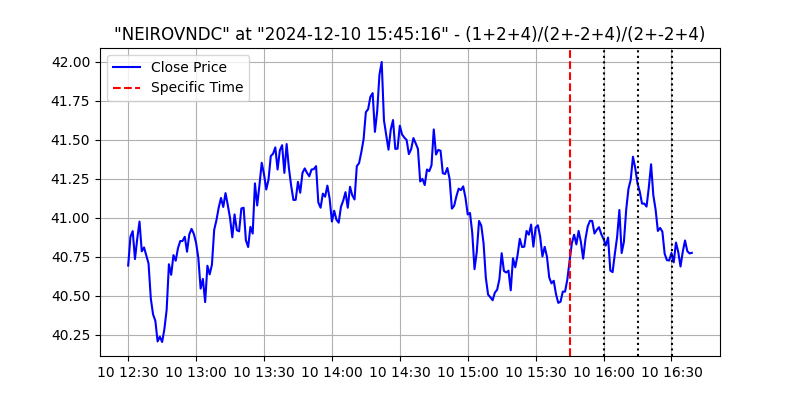 "NEIROVNDC" at "2024-12-10 15:45:16" - (1+2+4)/(2+-2+4)/(2+-2+4)
Close Price
Specific Time
42.00
41.75
41.50
41.25
41.00
40.75
40.50
40.25
10 12:30 10 13:00 10 13:30 10 14:00 10 14:30 10 15:00 10 15:30 10 16:00 10 16:30